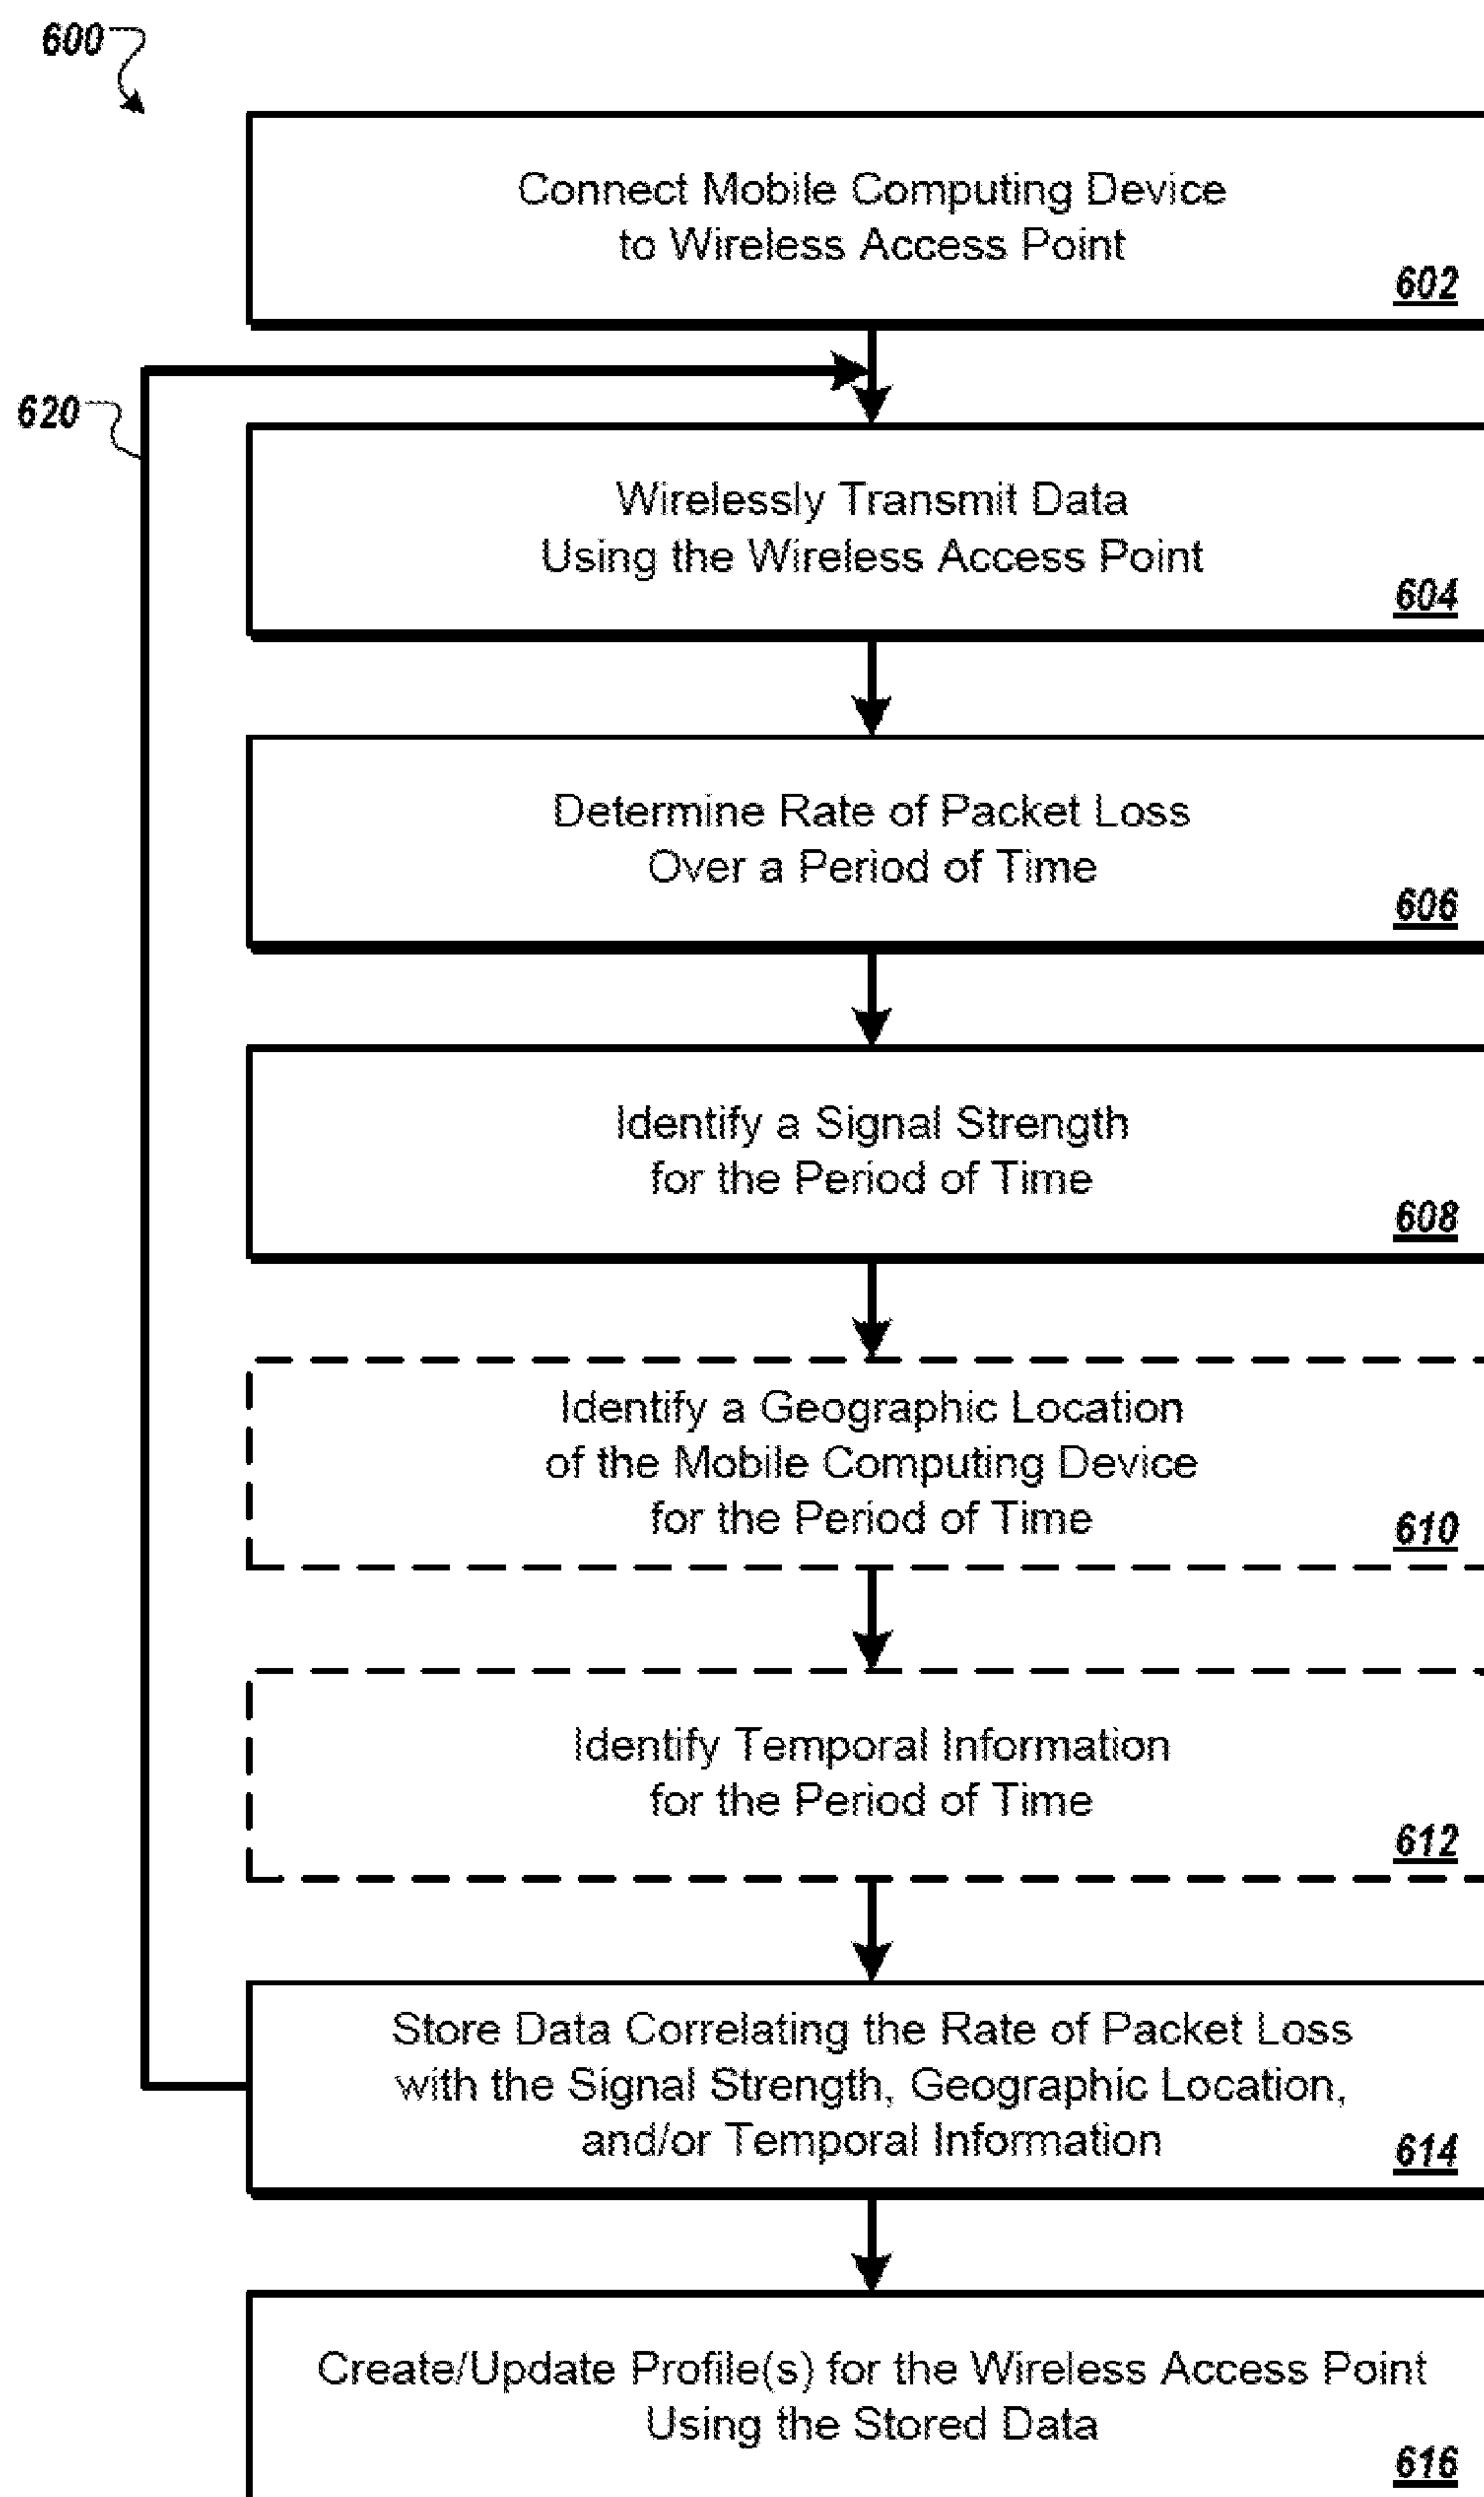 600
Connect Mobile Computing Device
to Wireless Access Point
602
620
Wirelessly Transmit Data
Using the Wireless Access Point
604
Determine Rate of Packet Loss
Over a Period of Time
606
Identify a Signal Strength
for the Period of Time
608
Identify a Geographic Location
of the Mobile Computing Device
for the Period of Time
610
Identify Temporal Information
for the Period of Time
612
Store Data Correlating the Rate of Packet Loss
with the Signal Strength, Geographic Location,
and/or Temporal Information
614
Create/Update Profile(s) for the Wireless Access Point
Using the Stored Data
616